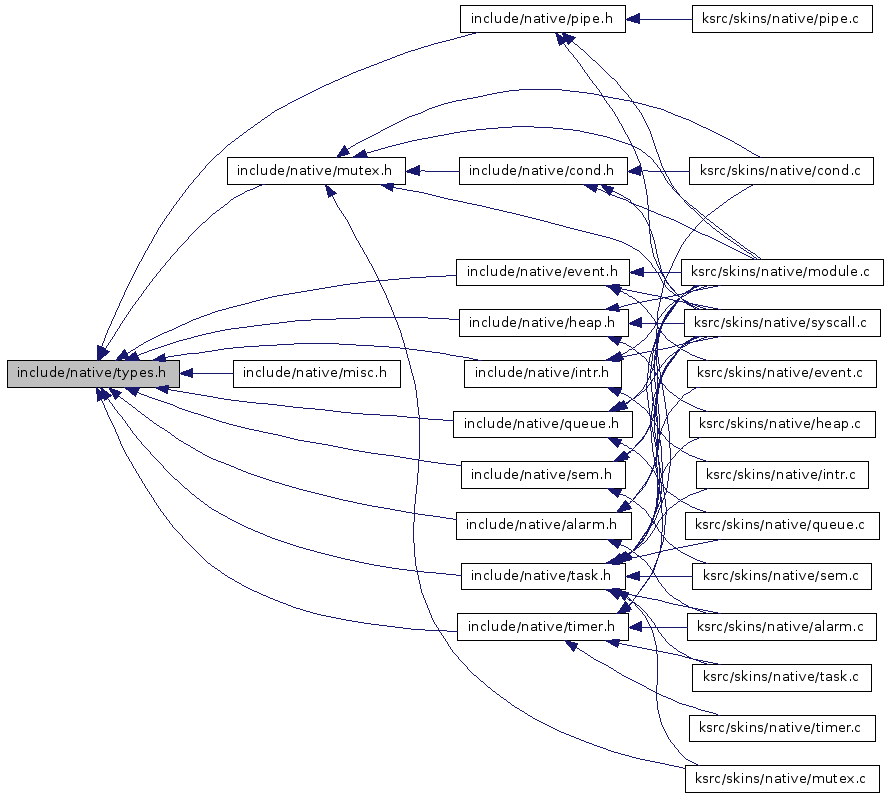 include/native/pipe.h
ksrc/skins/native/pipe.c
include/native/mutex.h
include/native/cond.h
ksrc/skins/native/cond.c
include/native/event.h
ksrc/skins/native/module.c
include/native/heap.h
ksrc/skins/native/syscall.c
include/native/types.h
include/native/misc.h
include/native/intr.h
ksrc/skins/native/event.c
include/native/queue.h
ksrc/skins/native/heap.c
include/native/sem.h
ksrc/skins/native/intr.c
include/native/alarm.h
ksrc/skins/native/queue.c
include/native/task.h
ksrc/skins/native/sem.c
include/native/timer.h
ksrc/skins/native/alarm.c
ksrc/skins/native/task.c
ksrc/skins/native/timer.c
ksrc/skins/native/mutex.c